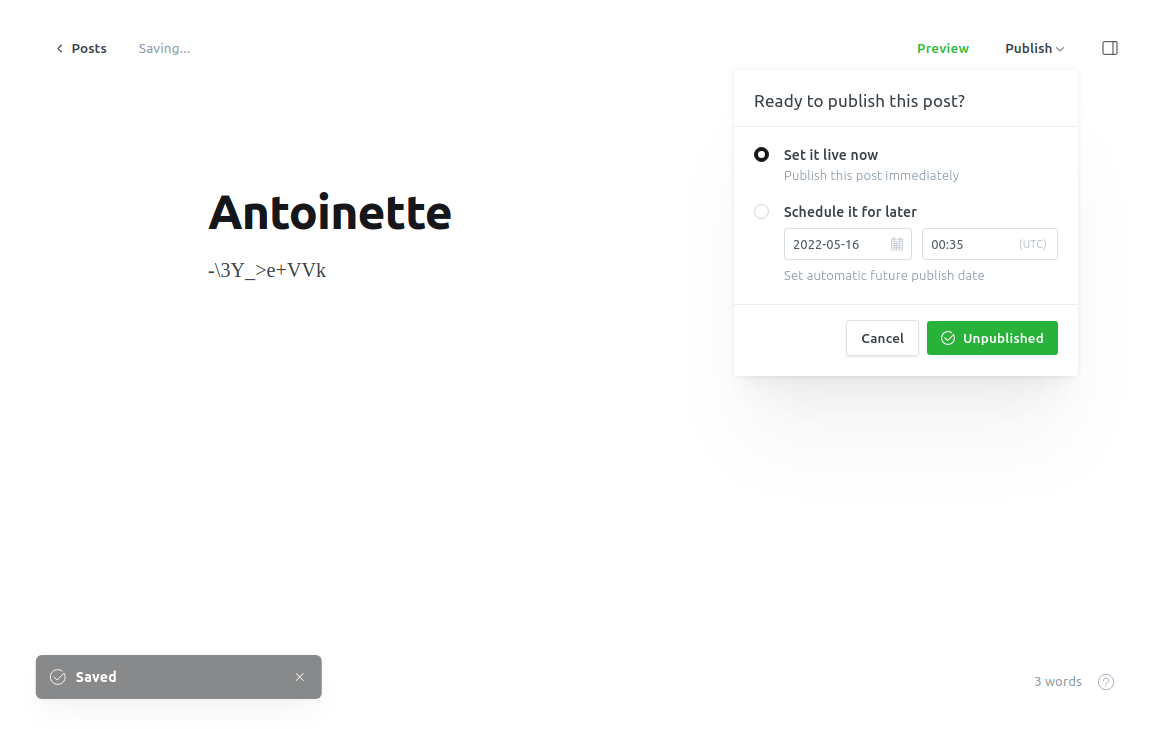 Posts
Saving...
Preview
Publish
Ready to publish this post?
Set it live now
Publish this post immediately
Schedule it for later
2022-05-16
00:35
(UTC)
Set automatic future publish date
Cancel
Unpublished
Antoinette
-\3Y_>e+VVk
Saved
3 words
?